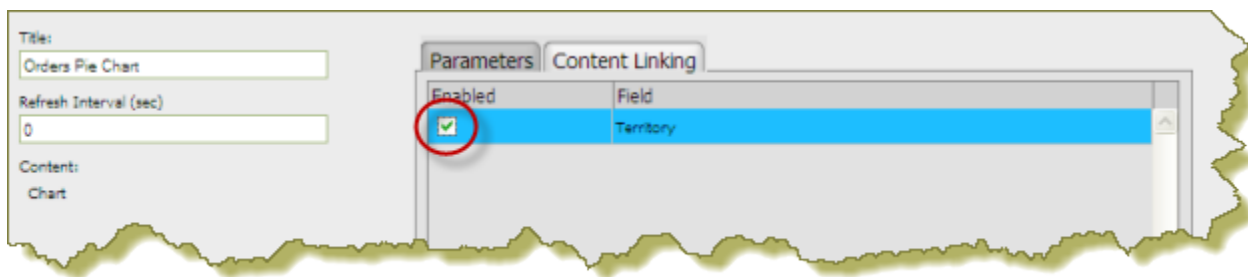 Title:
Orders Pie Chart
Refresh Interval (sec)
0
Content:
Chart
Parameters Content Linking
Enabled Field
Territory